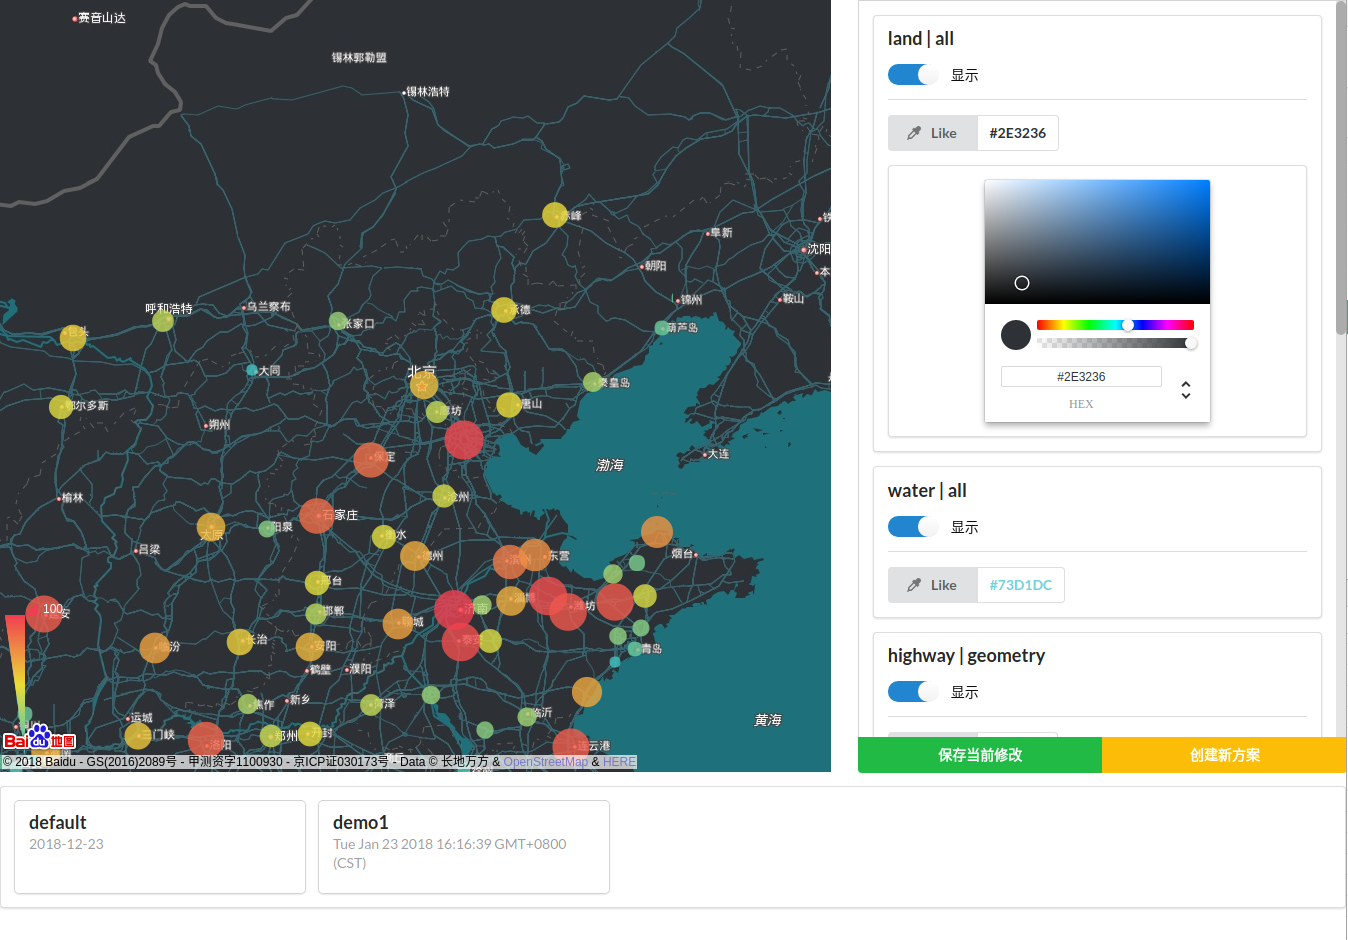 赛音山达
锡林郭勒盟
锡林浩特
赤峰
阜新
沈阳
朝阳
锦州
鞍山
呼和浩特
乌兰察布
张家口
承德
葫芦岛
包头
大同
北京
秦皇岛
鄂尔多斯
廊坊
唐山
朔州
保定
大连
渤海
榆林
沧州
石家庄
太原
阳泉
衡水
吕梁
德州
滨州
东营
烟台
邢台
100
延安
邯郸
济南
淄博
潍坊
聊城
临汾
长治
安阳
泰安
青岛
鹤壁
濮阳
焦作
新乡
菏泽
临沂
运城
黄海
三门峡
洛阳
郑州
开封
连云港
Bai du 地图
© 2018 Baidu - GS(2016)2089号 - 甲测资字1100930 - 京ICP证030173号 - Data © 长地万方 & OpenStreetMap & HERE
land | all
显示
Like #2E3236
#2E3236
HEX
water | all
显示
Like #73D1DC
highway | geometry
显示
保存当前修改 创建新方案
default
2018-12-23
demo1
Tue Jan 23 2018 16:16:39 GMT+0800
(CST)